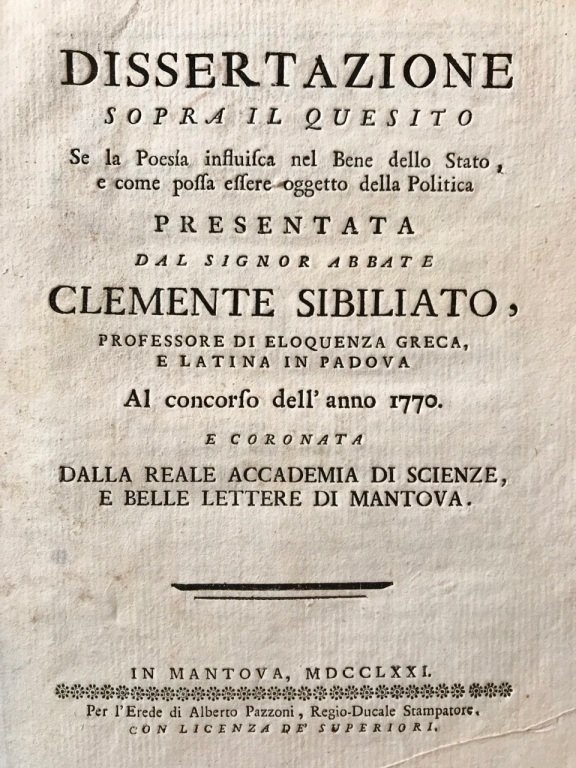 DISSERTAZIONE
SOPRA IL QUESITO
Se la Poesía influiſca nel Bene dello Stato,
e come poſſa eſſere oggetto della Politica
PRESENTATA
DAL SIGNOR ABBATE
CLEMENTE SIBILIATO,
PROFESSORE DI ELOQUENZA GRECA,
E LATINA IN PADOVA
Al concorſo dell' anno 1770.
E CORONATA
DALLA REALE ACCADEMIA DI SCIENZE,
E BELLE LETTERE DI MANTOVA.
IN MANTOVA, MDCCLXXI.
Per l'Erede di Alberto Pazzoni, Regio-Ducale Stampatore.
CON LICENZA DE' SUPERIORI.